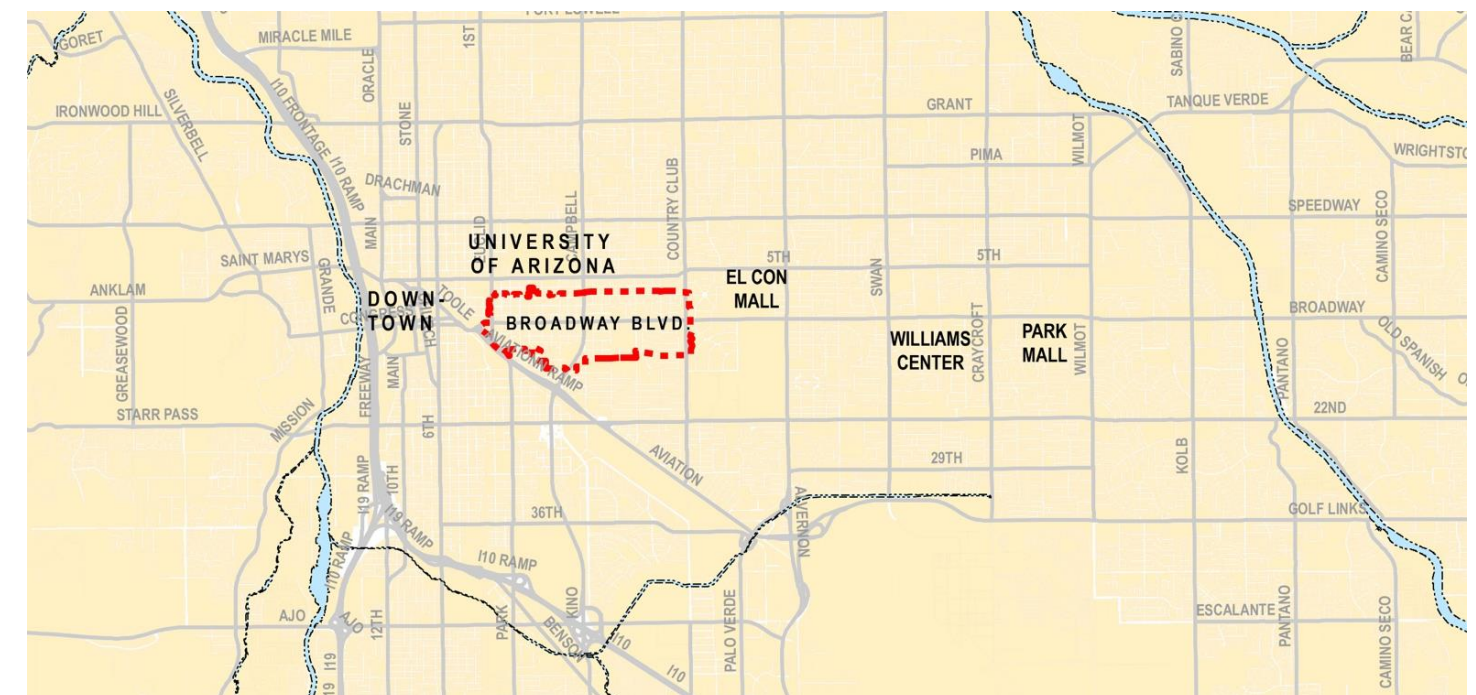 FORT LOWELL
GORET
MIRACLE MILE
1ST
ORACLE
SABINO
BEAR
SILVERBELL
I10 FRONTAGE
IRONWOOD HILL
STONE
GRANT
TANQUE VERDE
I10 RAMP
PIMA
WILMOT
DRACHMAN
SPEEDWAY
MAIN
EUCLID
CAMPBELL
COUNTRY CLUB
CAMINO SECO
UNIVERSITY
OF ARIZONA
SAINT MARYS
GRANDE
5TH
5TH
SWAN
EL CON
MALL
ANKLAM
DOWN-
TOWN
CONGRESS
TOOLE
BROADWAY BLVD.
BROADWAY
GREASEWOOD
AVIATION
RAMP
WILLIAMS
CENTER
CRAYCROFT
PARK
MALL
WILMOT
OLD SPANISH
FREEWAY
MAIN
PANTANO
STARR PASS
MISSION
6TH
22ND
AVIATION
29TH
KOLB
I19 RAMP
10TH
I19 RAMP
36TH
ALVERNON
GOLF LINKS
I10 RAMP
I10 RAMP
AJO
AJO
12TH
PARK
KINO
BENSON
I10
I10
PALO VERDE
ESCALANTE
PANTANO
CAMINO SECO
I19
19